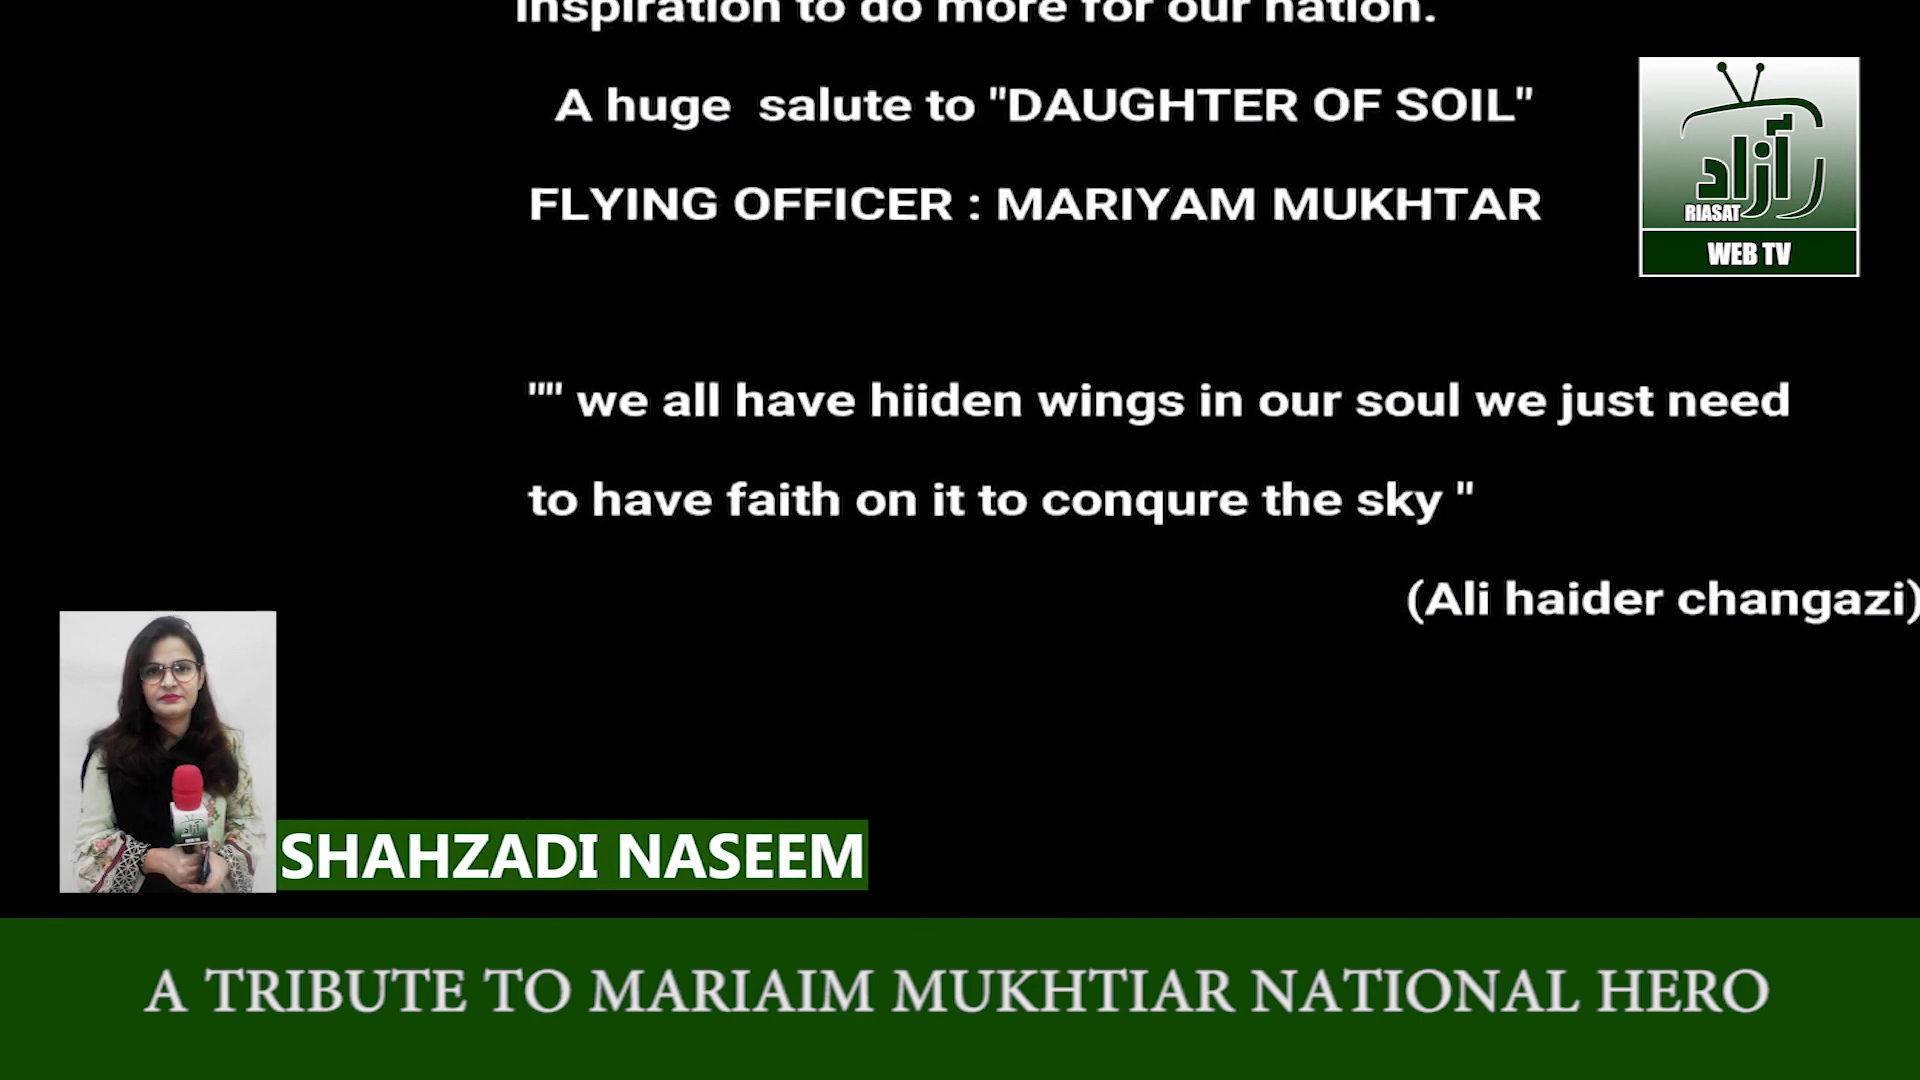 inspiration to do more for our nation.
A huge  salute to "DAUGHTER OF SOIL"
FLYING OFFICER : MARIYAM MUKHTAR
ریاست آزاد
RIASAT
WEB TV
"" we all have hiiden wings in our soul we just need
to have faith on it to conqure the sky "
(Ali haider changazi)
SHAHZADI NASEEM
A TRIBUTE TO MARIAIM MUKHTIAR NATIONAL HERO